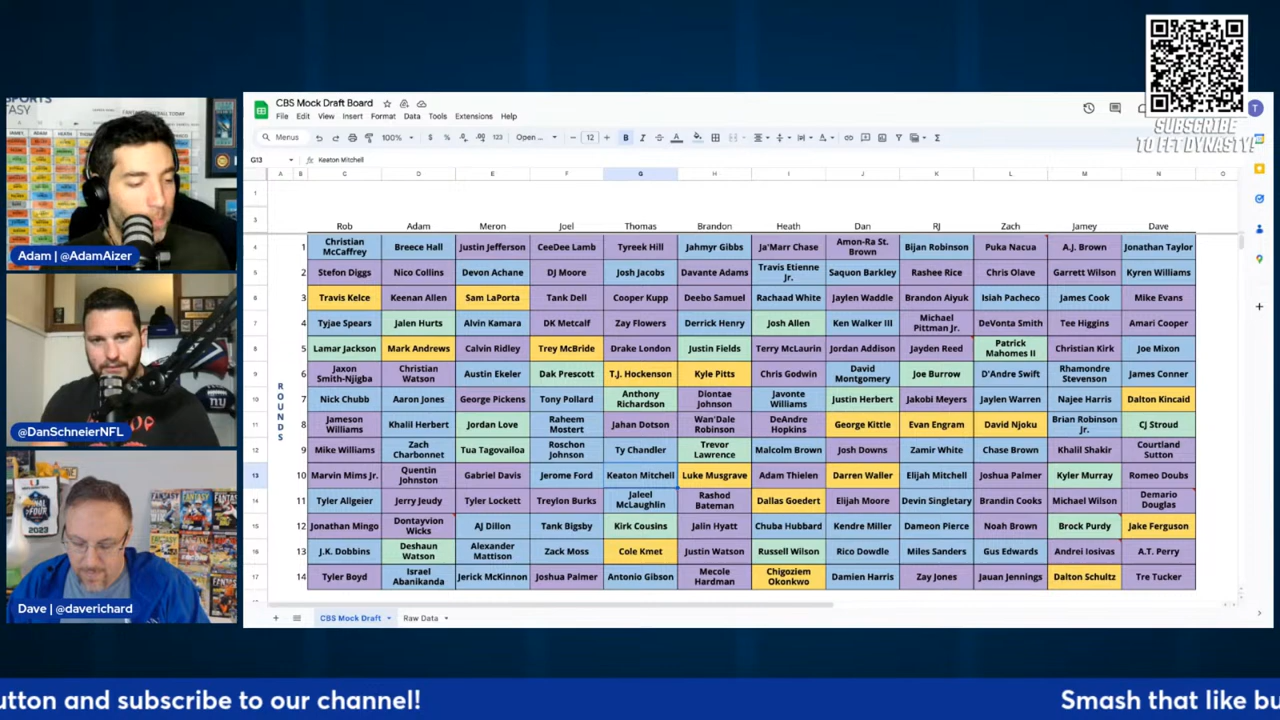 SPORTS
TASY
SUBSCRIBE
TO FFT DYNASTY!
CBS Mock Draft Board
File Edit View Insert Format Data Tools Extensions Help
Menus 100% $ % .0 .00 123 Open ... 12 B I A
G13 Keaton Mitchell
A B C D E F G H I J K L M N O
Rob Adam Meron Joel Thomas Brandon Heath Dan RJ Zach Jamey Dave
ROUNDS
1 Christian McCaffrey Breece Hall Justin Jefferson CeeDee Lamb Tyreek Hill Jahmyr Gibbs Ja'Marr Chase Amon-Ra St. Brown Bijan Robinson Puka Nacua A.J. Brown Jonathan Taylor
2 Stefon Diggs Nico Collins Devon Achane DJ Moore Josh Jacobs Davante Adams Travis Etienne Jr. Saquon Barkley Rashee Rice Chris Olave Garrett Wilson Kyren Williams
3 Travis Kelce Keenan Allen Sam LaPorta Tank Dell Cooper Kupp Deebo Samuel Rachaad White Jaylen Waddle Brandon Aiyuk Isiah Pacheco James Cook Mike Evans
4 Tyjae Spears Jalen Hurts Alvin Kamara DK Metcalf Zay Flowers Derrick Henry Josh Allen Ken Walker III Michael Pittman Jr. DeVonta Smith Tee Higgins Amari Cooper
5 Lamar Jackson Mark Andrews Calvin Ridley Trey McBride Drake London Justin Fields Terry McLaurin Jordan Addison Jayden Reed Patrick Mahomes II Christian Kirk Joe Mixon
6 Jaxon Smith-Njigba Christian Watson Austin Ekeler Dak Prescott T.J. Hockenson Kyle Pitts Chris Godwin David Montgomery Joe Burrow D'Andre Swift Rhamondre Stevenson James Conner
7 Nick Chubb Aaron Jones George Pickens Tony Pollard Anthony Richardson Diontae Johnson Javonte Williams Justin Herbert Jakobi Meyers Jaylen Warren Najee Harris Dalton Kincaid
8 Jameson Williams Khalil Herbert Jordan Love Raheem Mostert Jahan Dotson Wan'Dale Robinson DeAndre Hopkins George Kittle Evan Engram David Njoku Brian Robinson Jr. CJ Stroud
9 Mike Williams Zach Charbonnet Tua Tagovailoa Roschon Johnson Ty Chandler Trevor Lawrence Malcolm Brown Josh Downs Zamir White Chase Brown Khalil Shakir Courtland Sutton
10 Marvin Mims Jr. Quentin Johnston Gabriel Davis Jerome Ford Keaton Mitchell Luke Musgrave Adam Thielen Darren Waller Elijah Mitchell Joshua Palmer Kyler Murray Romeo Doubs
11 Tyler Allgeier Jerry Jeudy Tyler Lockett Treylon Burks Jaleel McLaughlin Rashod Bateman Dallas Goedert Elijah Moore Devin Singletary Brandin Cooks Michael Wilson Demario Douglas
12 Jonathan Mingo Dontayvion Wicks AJ Dillon Tank Bigsby Kirk Cousins Jalin Hyatt Chuba Hubbard Kendre Miller Dameon Pierce Noah Brown Brock Purdy Jake Ferguson
13 J.K. Dobbins Deshaun Watson Alexander Mattison Zack Moss Cole Kmet Justin Watson Russell Wilson Rico Dowdle Miles Sanders Gus Edwards Andrei Iosivas A.T. Perry
14 Tyler Boyd Israel Abanikanda Jerick McKinnon Joshua Palmer Antonio Gibson Mecole Hardman Chigoziem Okonkwo Damien Harris Zay Jones Jauan Jennings Dalton Schultz Tre Tucker
CBS Mock Draft Raw Data
Adam | @AdamAizer
@DanSchneierNFL
Dave | @daverichard
utton and subscribe to our channel! Smash that like bu